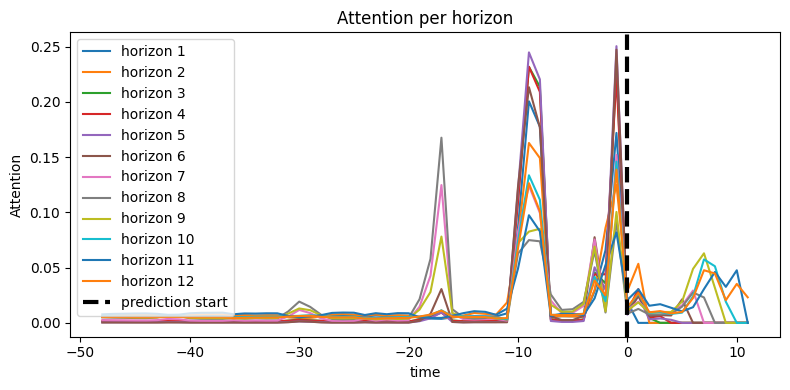 Attention per horizon
Attention
0.25
0.20
0.15
0.10
0.05
0.00
horizon 1
horizon 2
horizon 3
horizon 4
horizon 5
horizon 6
horizon 7
horizon 8
horizon 9
horizon 10
horizon 11
horizon 12
prediction start
−50 −40 −30 −20 −10 0 10
time